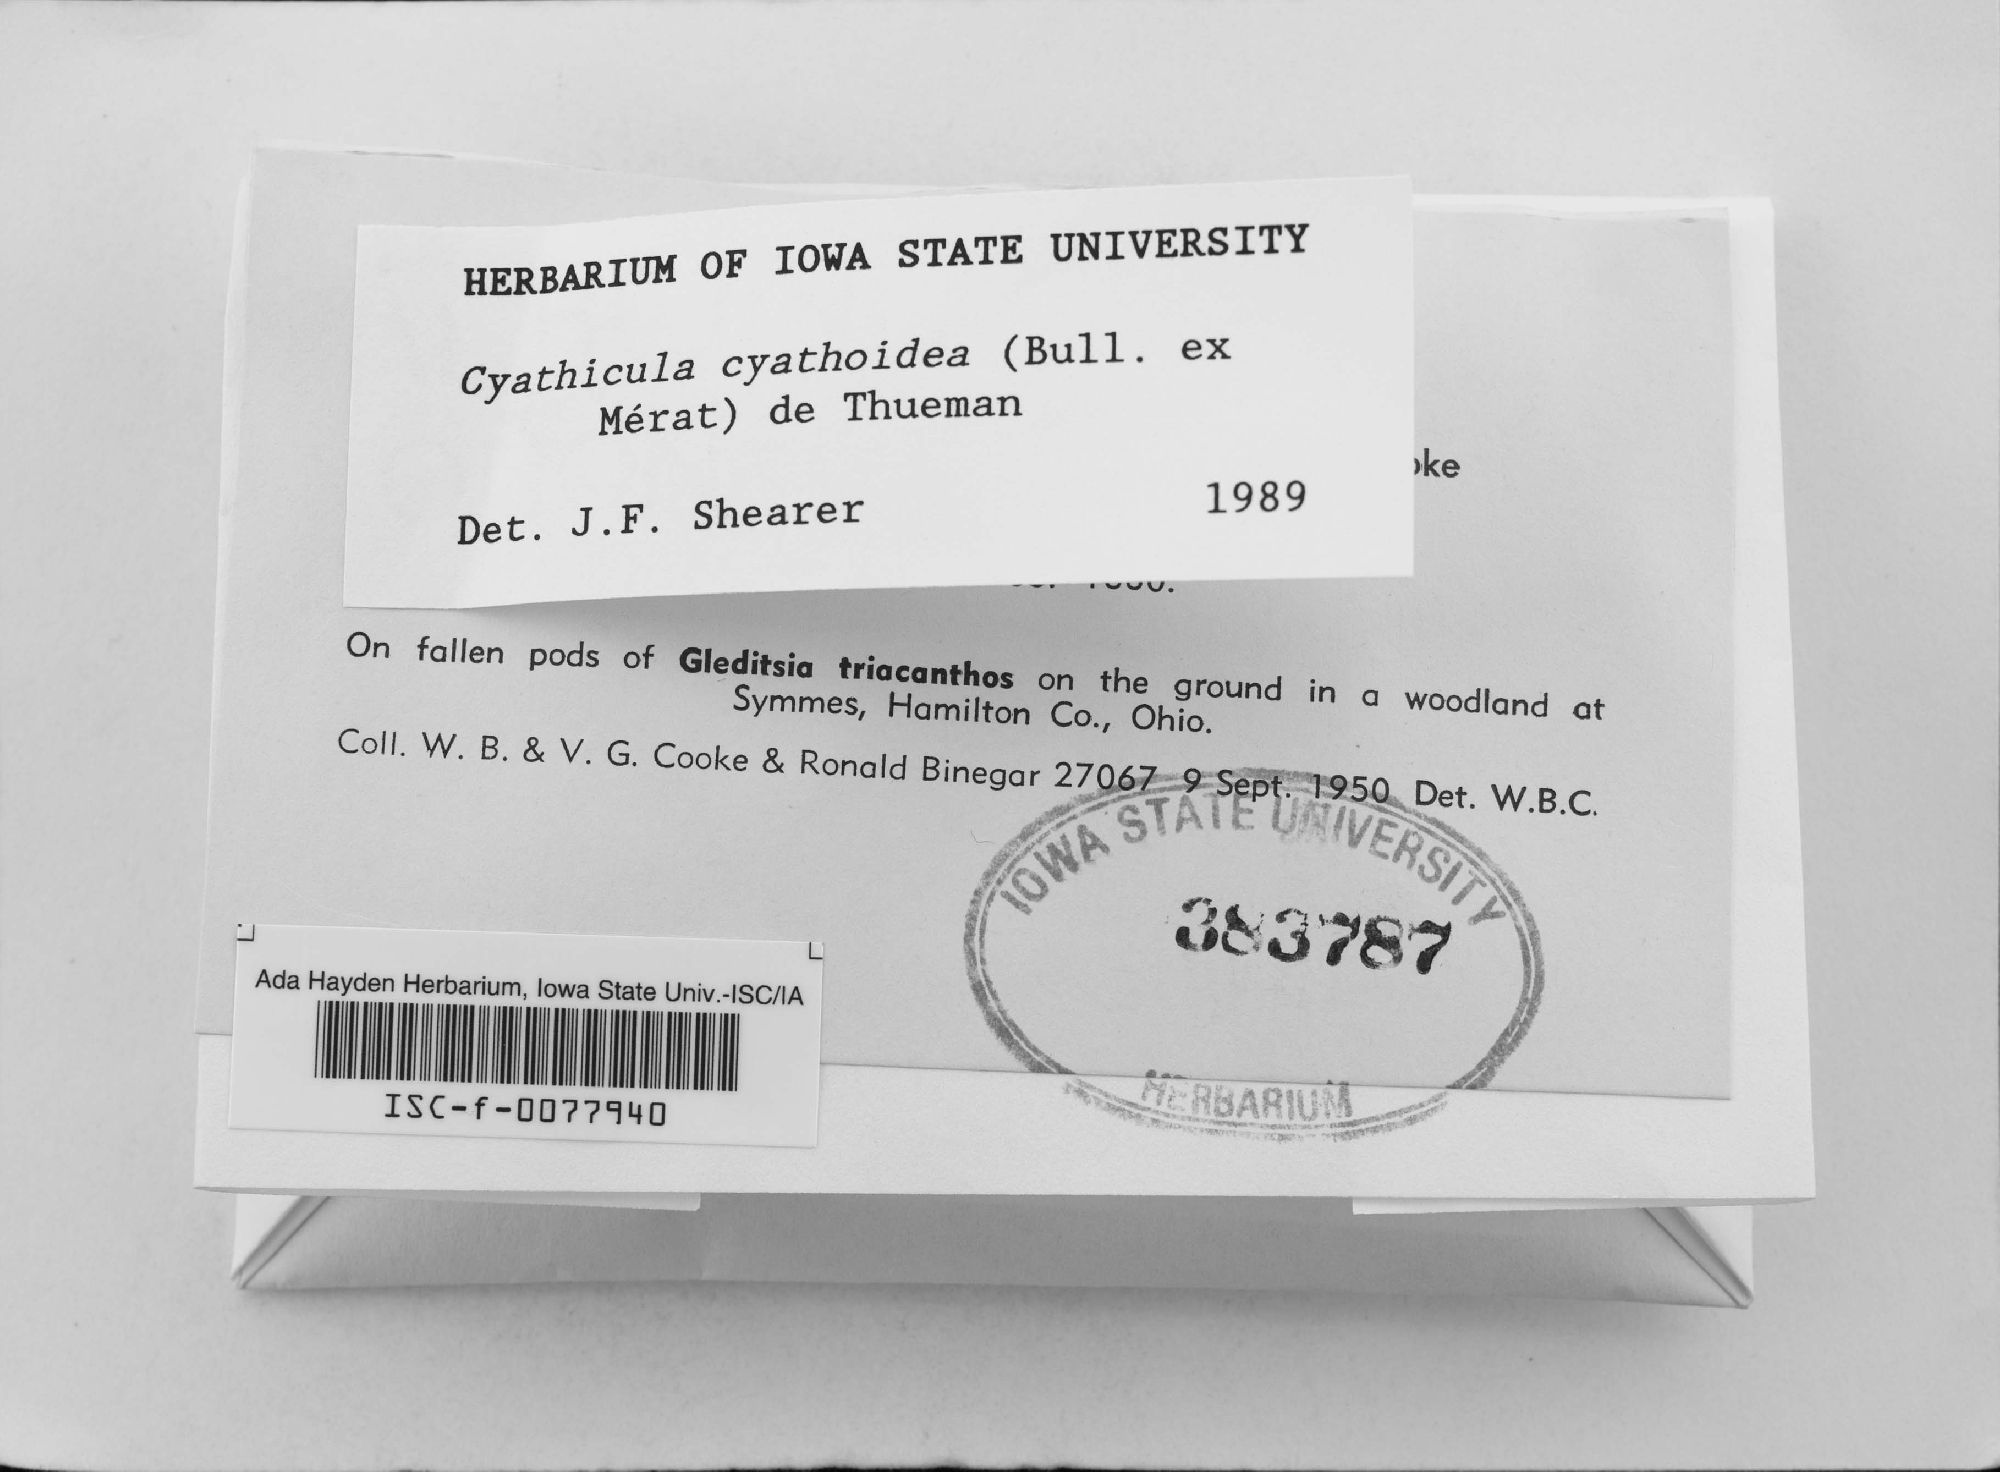 HERBARIUM OF IOWA STATE UNIVERSITY
Cyathicula cyathoidea (Bull. ex
Mérat) de Thueman
Det. J.F. Shearer 1989
On fallen pods of Gleditsia triacanthos on the ground in a woodland at
Symmes, Hamilton Co., Ohio.
Coll. W. B. & V. G. Cooke & Ronald Binegar 27067 9 Sept. 1950 Det. W.B.C.
IOWA STATE UNIVERSITY
383787
HERBARIUM
Ada Hayden Herbarium, Iowa State Univ.-ISC/IA
ISC-f-0077940